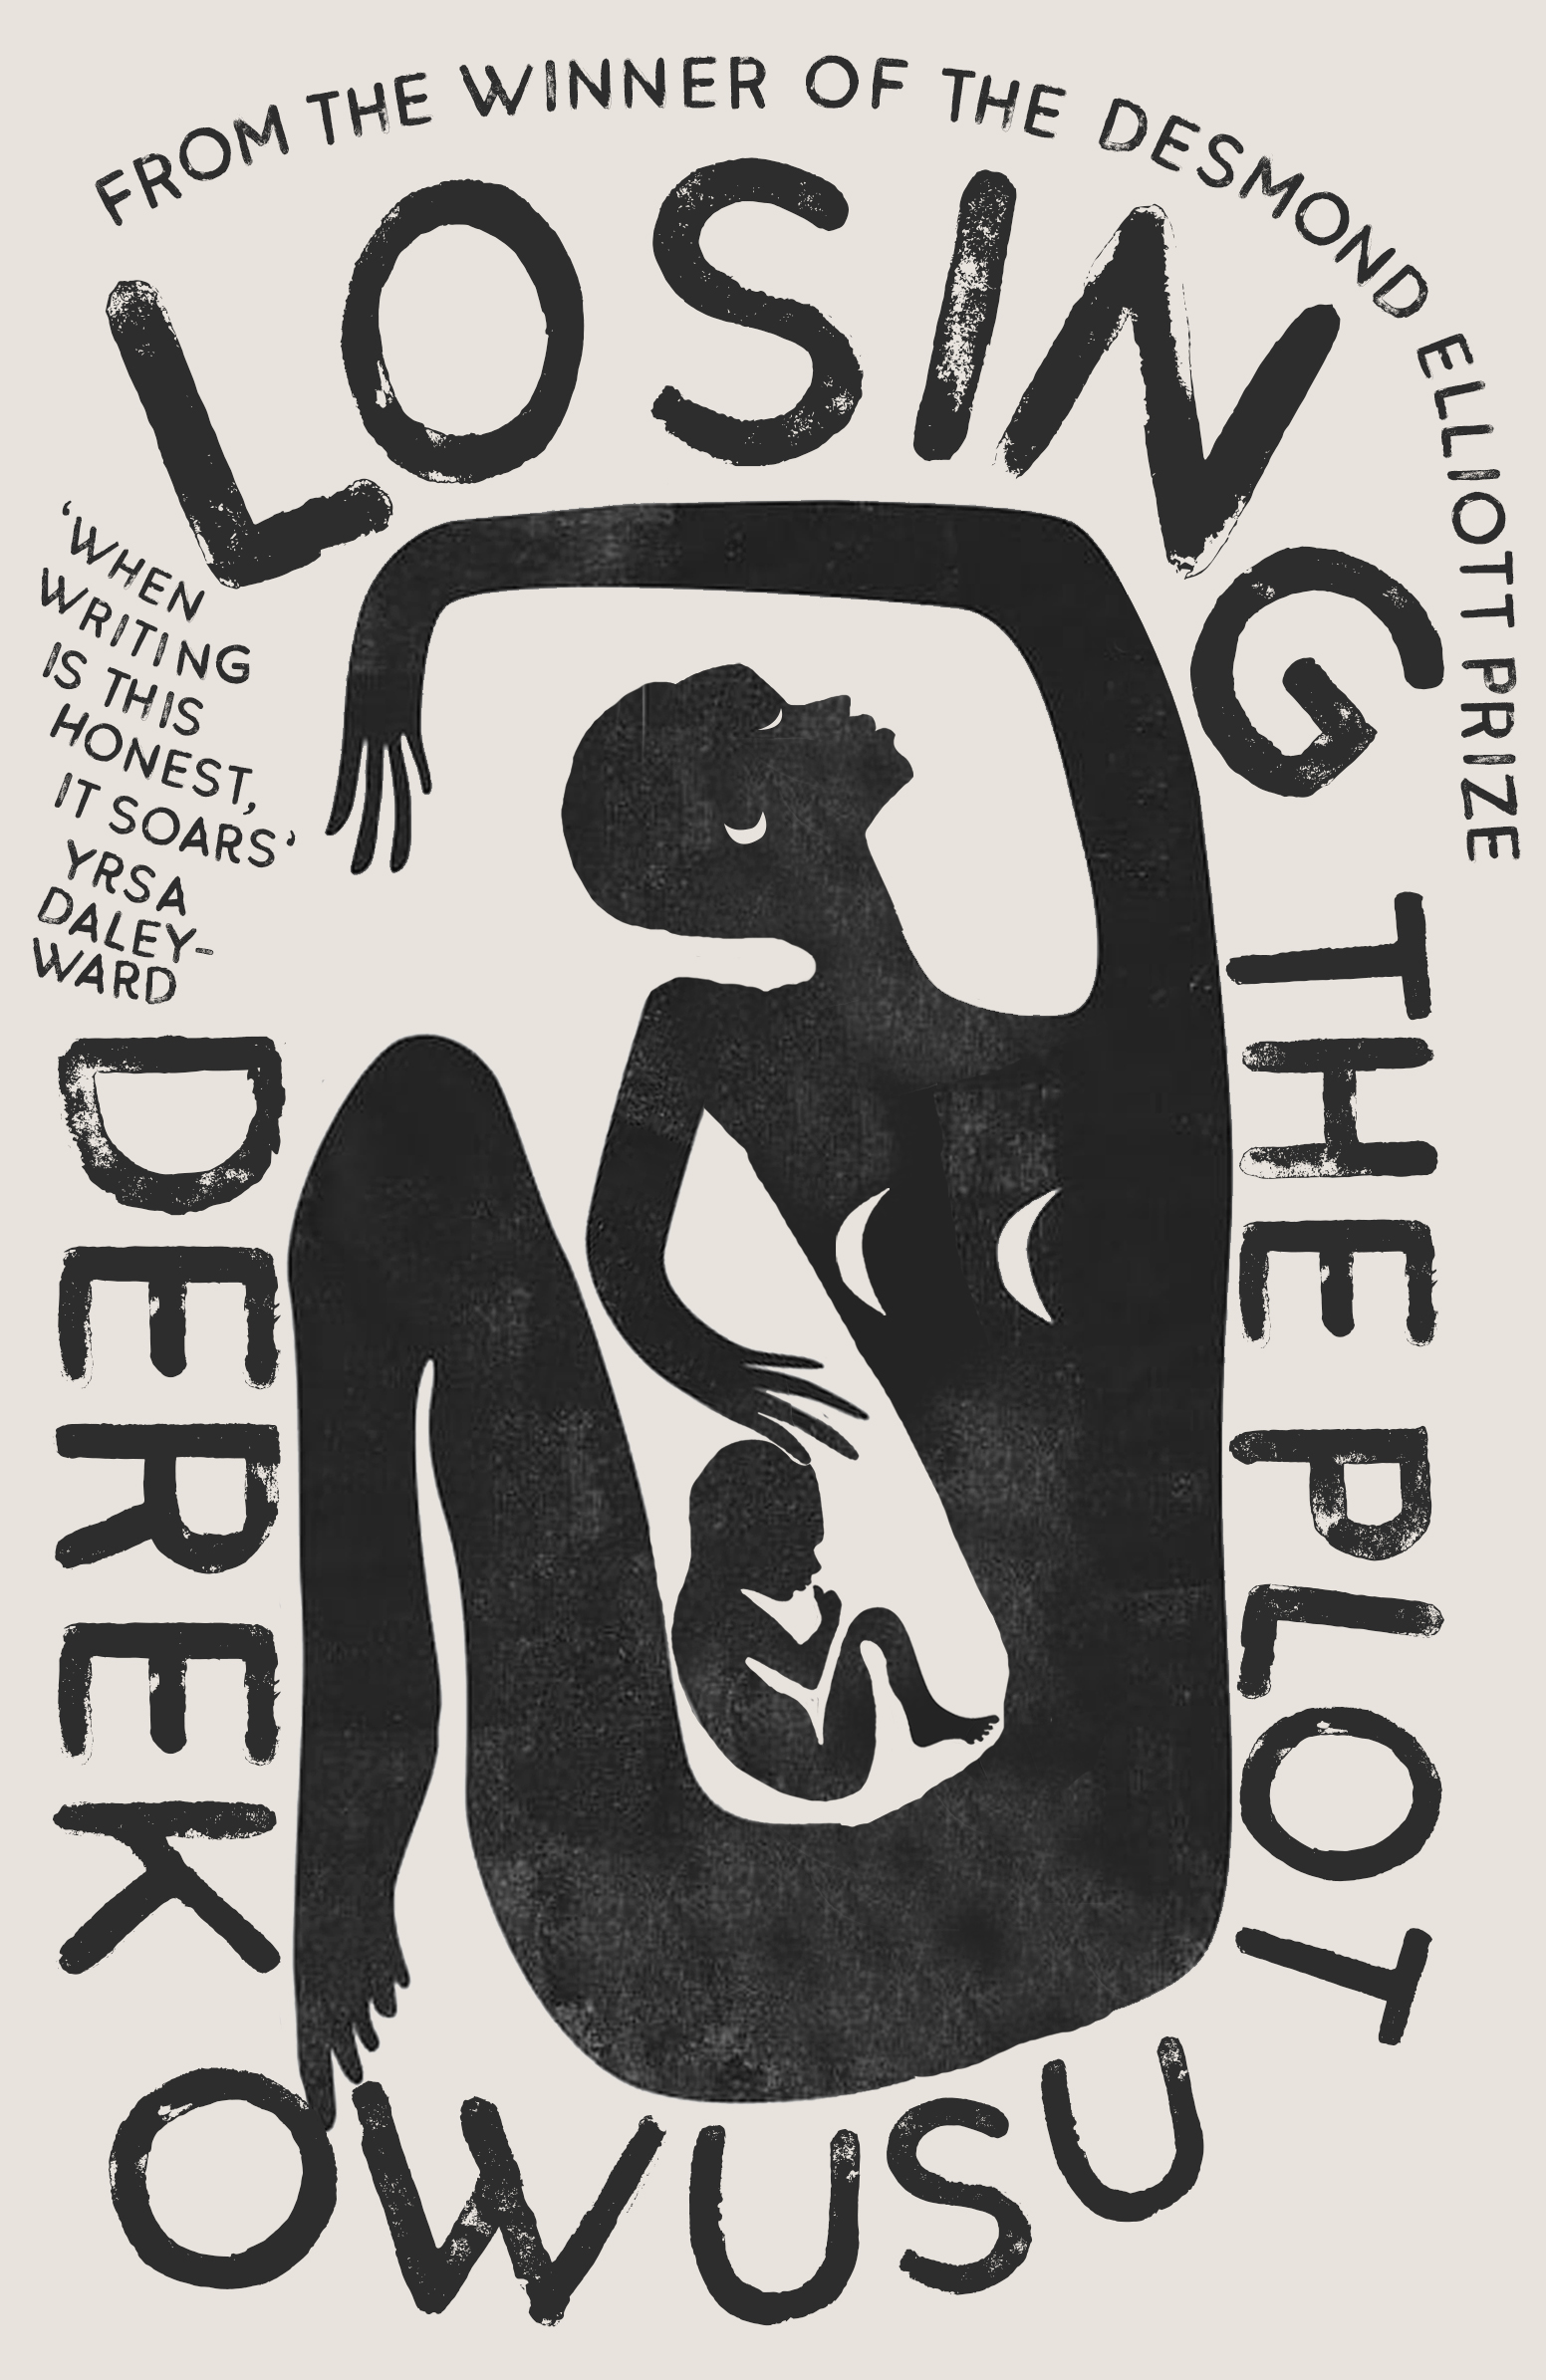 FROM THE WINNER OF THE DESMOND ELLIOTT PRIZE
LOSING THE PLOT
‘WHEN
WRITING
IS THIS
HONEST,
IT SOARS’
YRSA
DALEY-
WARD
DEREK
OWUSU